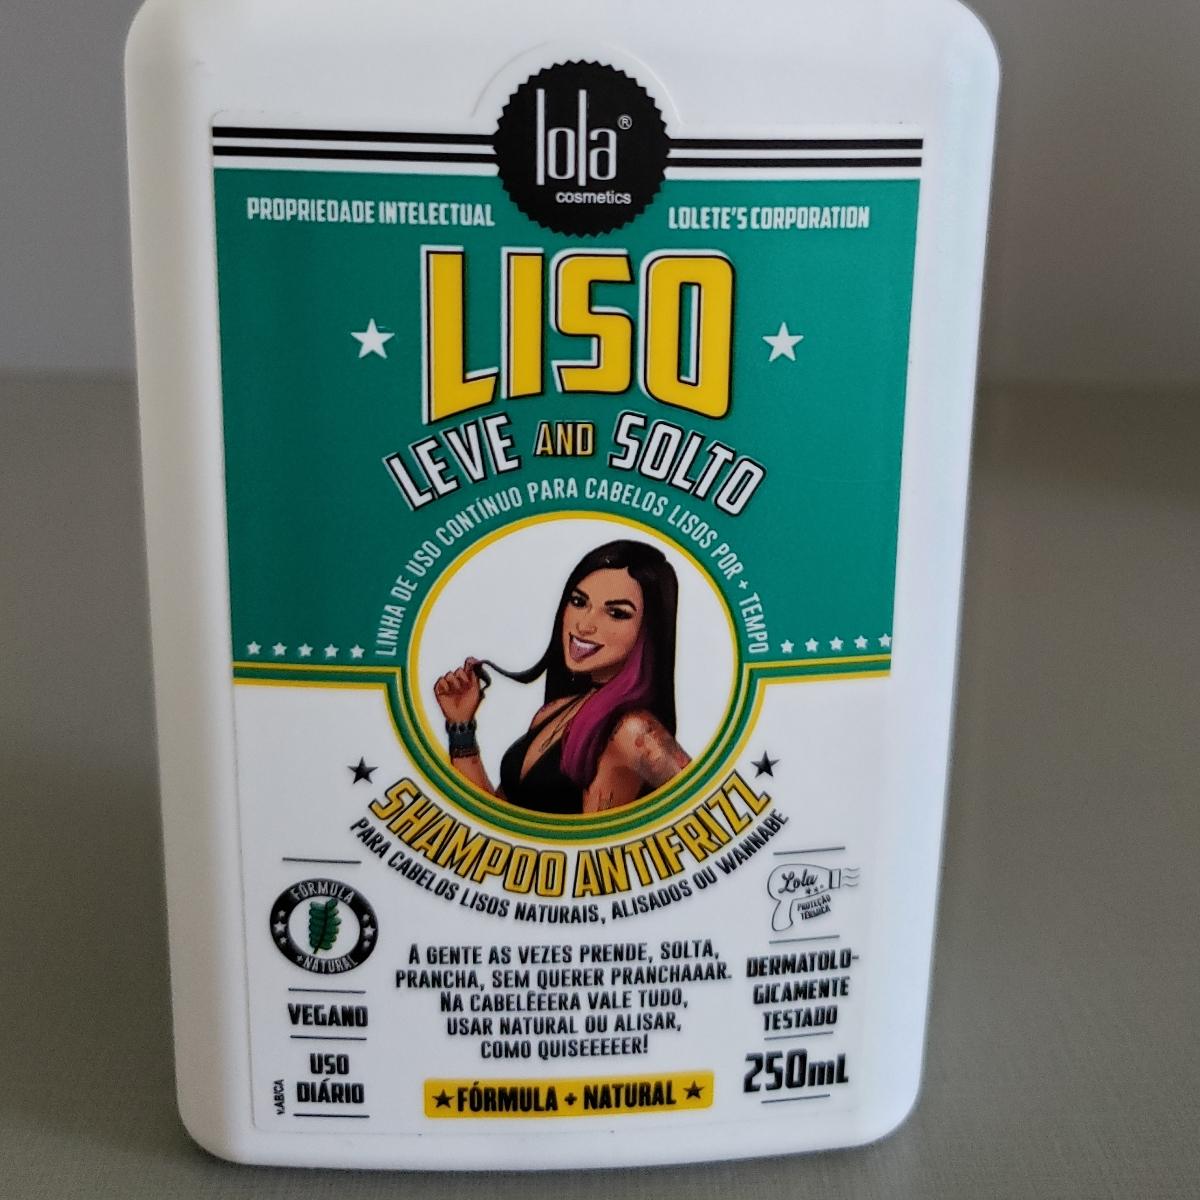 lola®
cosmetics
PROPRIEDADE INTELECTUAL
LOLETE'S CORPORATION
LISO
LEVE AND SOLTO
LINHA DE USO CONTÍNUO PARA CABELOS LISOS POR + TEMPO
SHAMPOO ANTIFRIZZ
PARA CABELOS LISOS NATURAIS, ALISADOS OU WANNABE
FÓRMULA
+ NATURAL
VEGANO
USO
DIÁRIO
V.AB/CA
A GENTE AS VEZES PRENDE, SOLTA,
PRANCHA, SEM QUERER PRANCHAAAR.
NA CABELÊEERA VALE TUDO,
USAR NATURAL OU ALISAR,
COMO QUISEEEEER!
FÓRMULA + NATURAL
Lola
PROTEÇÃO
TÉRMICA
DERMATOLO-
GICAMENTE
TESTADO
250mL